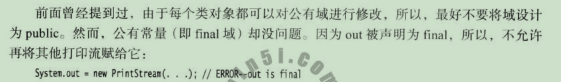 前面曾经提到过,由于每个类对象都可以对公有域进行修改,所以,最好不要将域设计
为 public。然而,公有常量(即 final 域)却没问题。因为 out 被声明为 final,所以,不允许
再将其他打印流赋给它:
System.out = new PrintStream(. . .); // ERROR--out is final